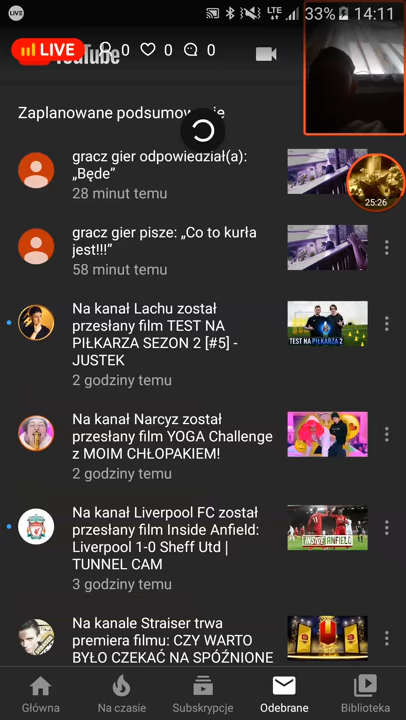 LIVE
LTE 33% 14:11
LIVE 0 0 0
YouTube
Zaplanowane podsumowanie
gracz gier odpowiedział(a):
„Będe”
28 minut temu
25:26
gracz gier pisze: „Co to kurła
jest!!!”
58 minut temu
Na kanał Lachu został
przesłany film TEST NA
PIŁKARZA SEZON 2 [#5] -
JUSTEK
2 godziny temu
TEST NA PIŁKARZA 2
Na kanał Narcyz został
przesłany film YOGA Challenge
z MOIM CHŁOPAKIEM!
2 godziny temu
Na kanał Liverpool FC został
przesłany film Inside Anfield:
Liverpool 1-0 Sheff Utd |
TUNNEL CAM
3 godziny temu
INSIDE ANFIELD
Na kanale Straiser trwa
premiera filmu: CZY WARTO
BYŁO CZEKAĆ NA SPÓŹNIONE
Główna
Na czasie
Subskrypcje
Odebrane
Biblioteka